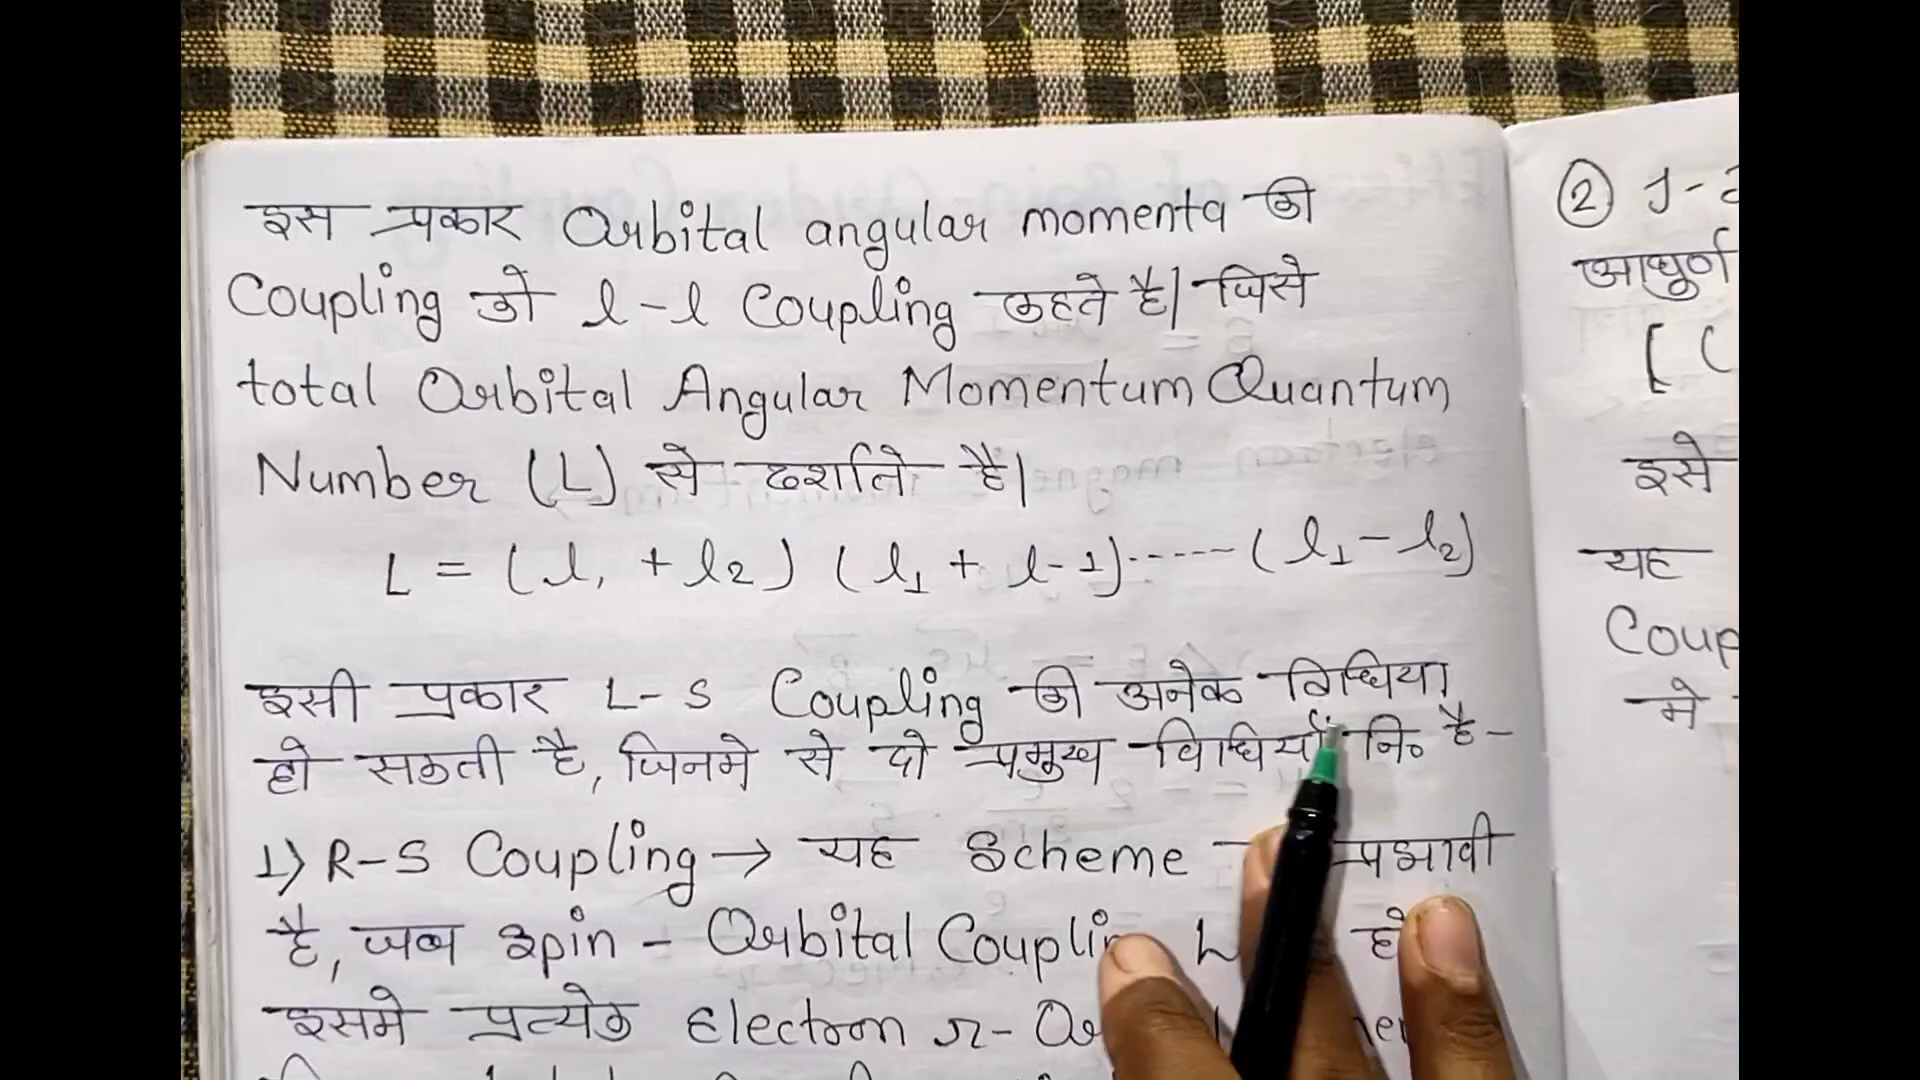 इस प्रकार Orbital angular momenta की
Coupling को l-l Coupling कहते है। जिसे
total Orbital Angular Momentum Quantum
Number (L) से दर्शाते है।
L = (l₁ + l₂) (l₁ + l-1)-----(l₁ - l₂)
इसी प्रकार L-S Coupling की अनेक विधिया
हो सकती है, जिनमे से दो प्रमुख विधियाँ नि० है-
1) R-S Coupling → यह Scheme प्रभावी
है, जब Spin - Orbital
इसमे प्रत्येक Electron
② J-
आघूर्ण
[ (
इसे
यह
Coup
मे